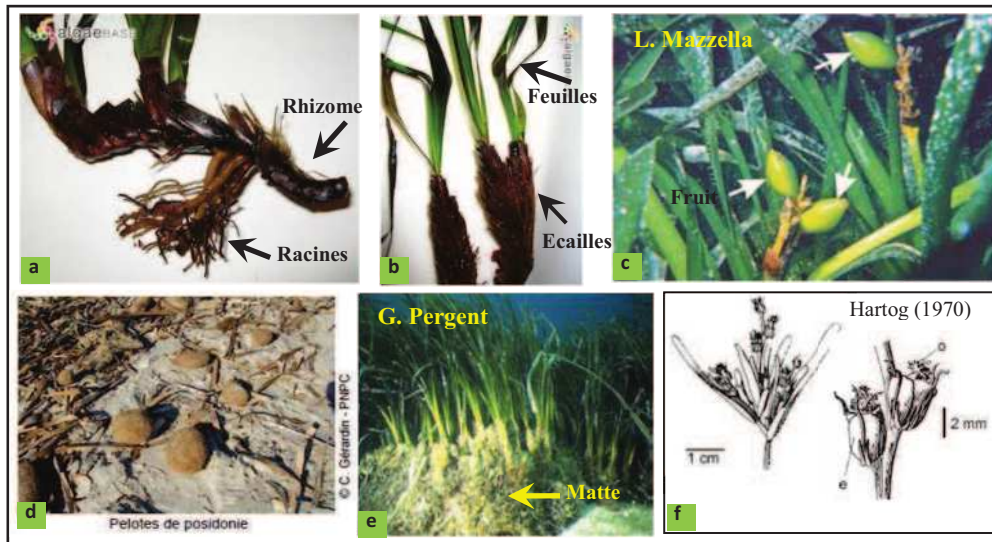 algaeBASE
Rhizome
Racines
a
Feuilles
Ecailles
b
L. Mazzella
Fruit
c
© C. Gérardin - PNPC
d
Pelotes de posidonie
G. Pergent
Matte
e
Hartog (1970)
o
2 mm
1 cm
e
f